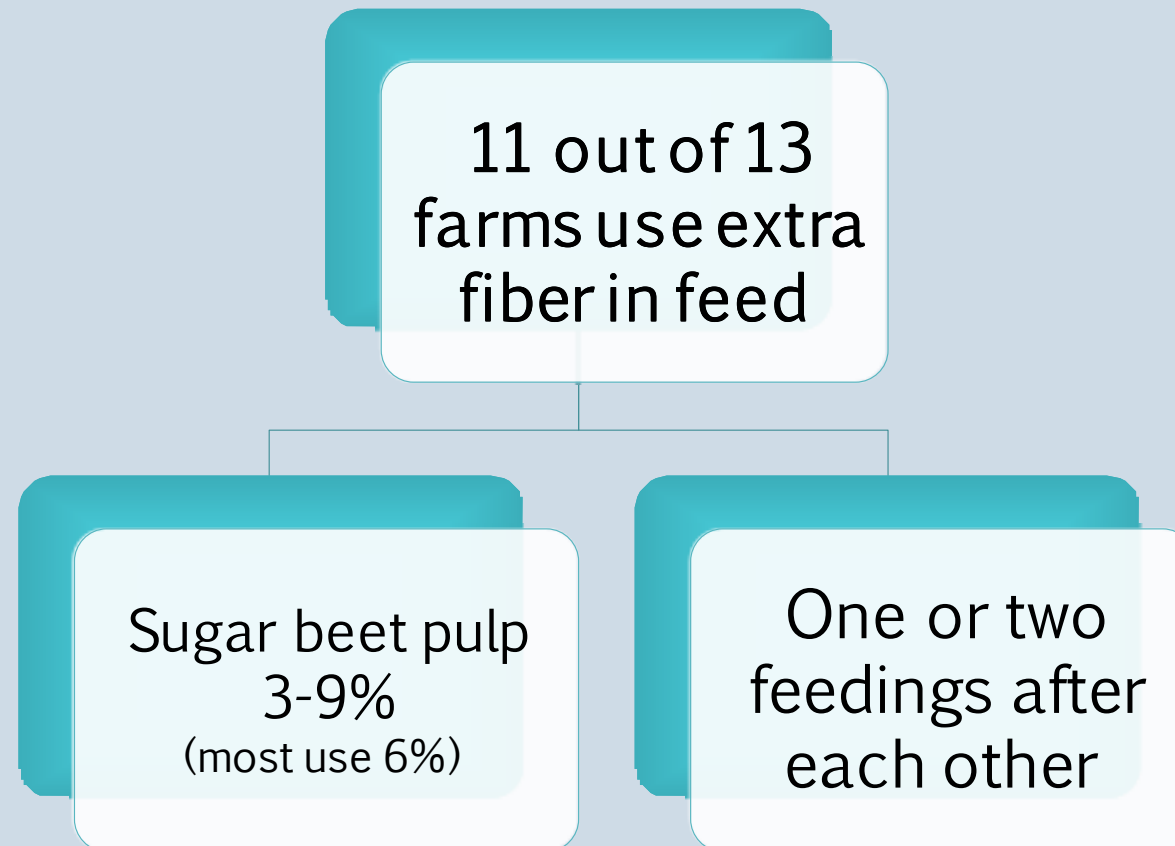 11 out of 13
farms use extra
fiber in feed
Sugar beet pulp
3-9%
(most use 6%)
One or two
feedings after
each other